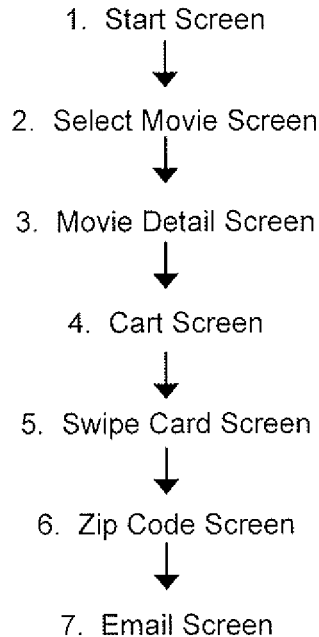 1. Start Screen
2. Select Movie Screen
3. Movie Detail Screen
4. Cart Screen
5. Swipe Card Screen
6. Zip Code Screen
7. Email Screen